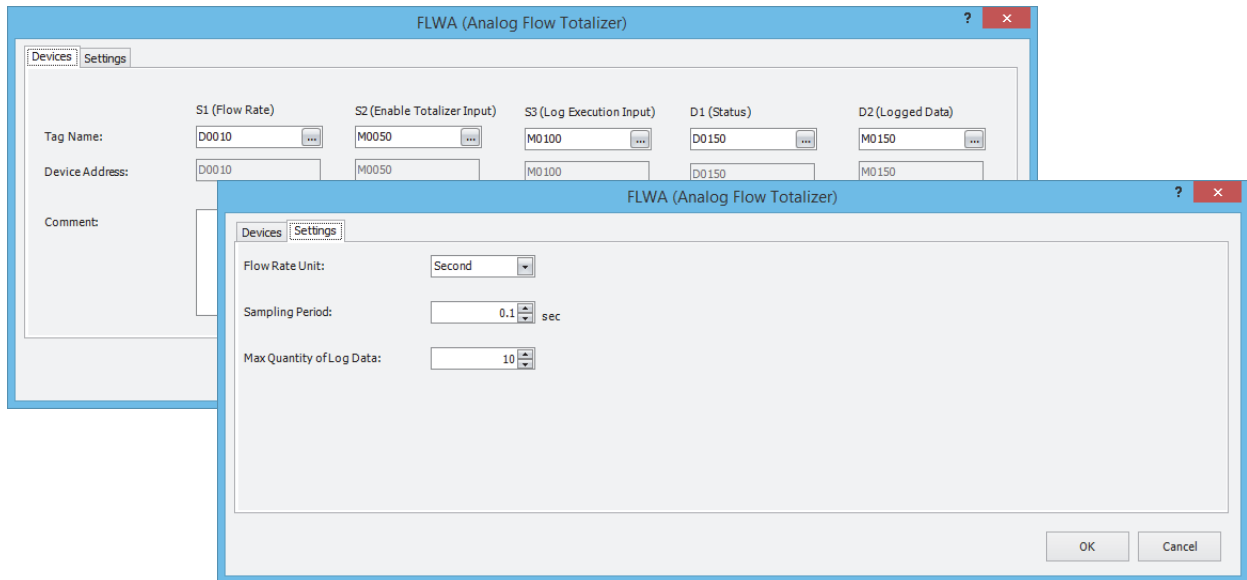 FLWA (Analog Flow Totalizer)
?
×
Devices Settings
S1 (Flow Rate) S2 (Enable Totalizer Input) S3 (Log Execution Input) D1 (Status) D2 (Logged Data)
Tag Name: D0010 ... M0050 ... M0100 ... D0150 ... M0150 ...
Device Address: D0010 M0050 M0100 D0150 M0150
Comment:
FLWA (Analog Flow Totalizer)
?
×
Devices Settings
Flow Rate Unit: Second
Sampling Period: 0.1 sec
Max Quantity of Log Data: 10
OK Cancel